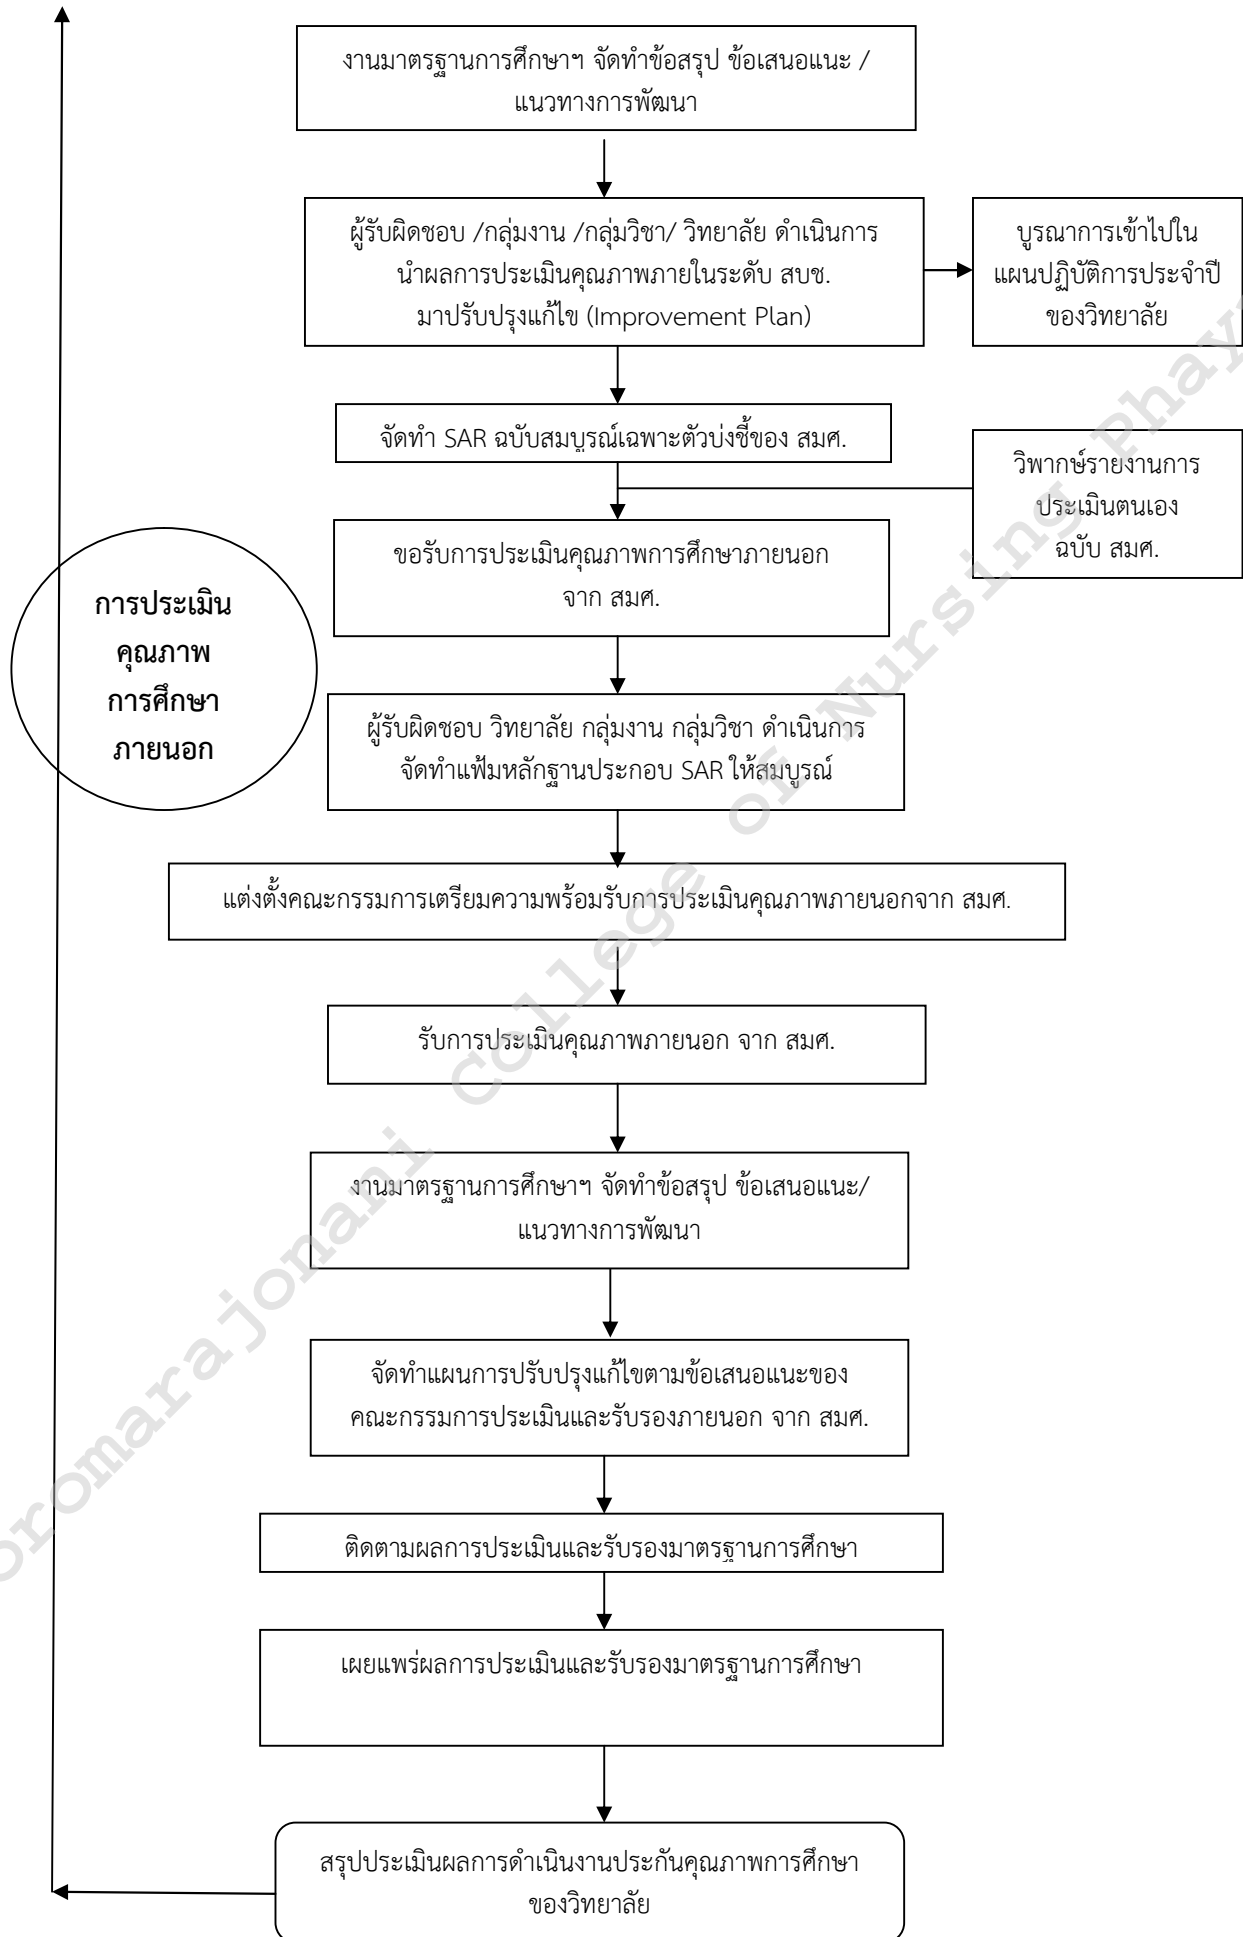 งานมาตรฐานการศึกษาฯ จัดทำข้อสรุป ข้อเสนอแนะ /
แนวทางการพัฒนา
ผู้รับผิดชอบ /กลุ่มงาน /กลุ่มวิชา/ วิทยาลัย ดำเนินการ
นำผลการประเมินคุณภาพภายในระดับ สบช.
มาปรับปรุงแก้ไข (Improvement Plan)
บูรณาการเข้าไปใน
แผนปฏิบัติการประจำปี
ของวิทยาลัย
จัดทำ SAR ฉบับสมบูรณ์เฉพาะตัวบ่งชี้ของ สมศ.
วิพากษ์รายงานการ
ประเมินตนเอง
ฉบับ สมศ.
ขอรับการประเมินคุณภาพการศึกษาภายนอก
จาก สมศ.
การประเมิน
คุณภาพ
การศึกษา
ภายนอก
ผู้รับผิดชอบ วิทยาลัย กลุ่มงาน กลุ่มวิชา ดำเนินการ
จัดทำแฟ้มหลักฐานประกอบ SAR ให้สมบูรณ์
แต่งตั้งคณะกรรมการเตรียมความพร้อมรับการประเมินคุณภาพภายนอกจาก สมศ.
รับการประเมินคุณภาพภายนอก จาก สมศ.
งานมาตรฐานการศึกษาฯ จัดทำข้อสรุป ข้อเสนอแนะ/
แนวทางการพัฒนา
จัดทำแผนการปรับปรุงแก้ไขตามข้อเสนอแนะของ
คณะกรรมการประเมินและรับรองภายนอก จาก สมศ.
ติดตามผลการประเมินและรับรองมาตรฐานการศึกษา
เผยแพร่ผลการประเมินและรับรองมาตรฐานการศึกษา
สรุปประเมินผลการดำเนินงานประกันคุณภาพการศึกษา
ของวิทยาลัย
oromarajonani College of Nursing Phay